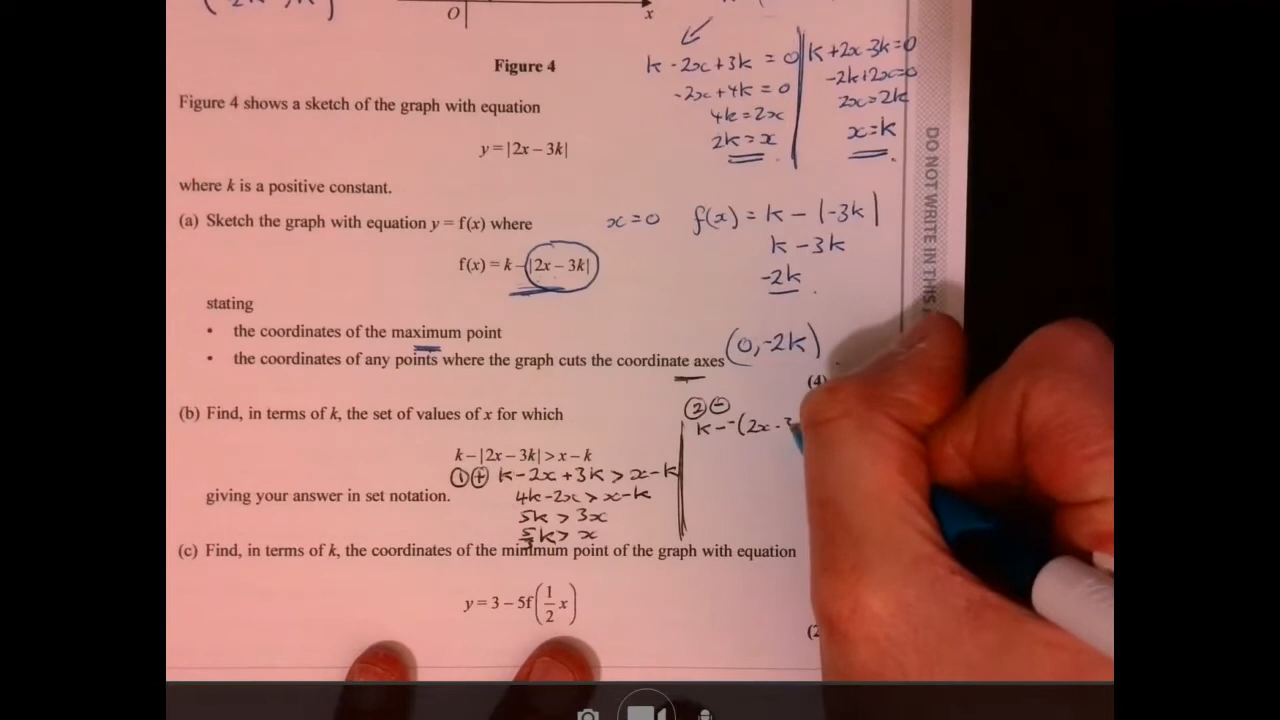 O
x
Figure 4
Figure 4 shows a sketch of the graph with equation
y = |2x – 3k|
where k is a positive constant.
k - 2x + 3k = 0
-2x + 4k = 0
4k = 2x
2k = x
k + 2x - 3k = 0
-2k + 2x = 0
2x = 2k
x = k
(a) Sketch the graph with equation y = f(x) where
f(x) = k – |2x – 3k|
x = 0 f(x) = k - |-3k|
k - 3k
-2k
stating
• the coordinates of the maximum point
• the coordinates of any points where the graph cuts the coordinate axes
(0, -2k)
(4)
(b) Find, in terms of k, the set of values of x for which
k – |2x – 3k| > x – k
① + k - 2x + 3k > x - k
giving your answer in set notation.
4k - 2x > x - k
5k > 3x
5/3 k > x
② -
k - -(2x - 3
(c) Find, in terms of k, the coordinates of the minimum point of the graph with equation
y = 3 – 5f(1/2 x)
(2
DO NOT WRITE IN THIS